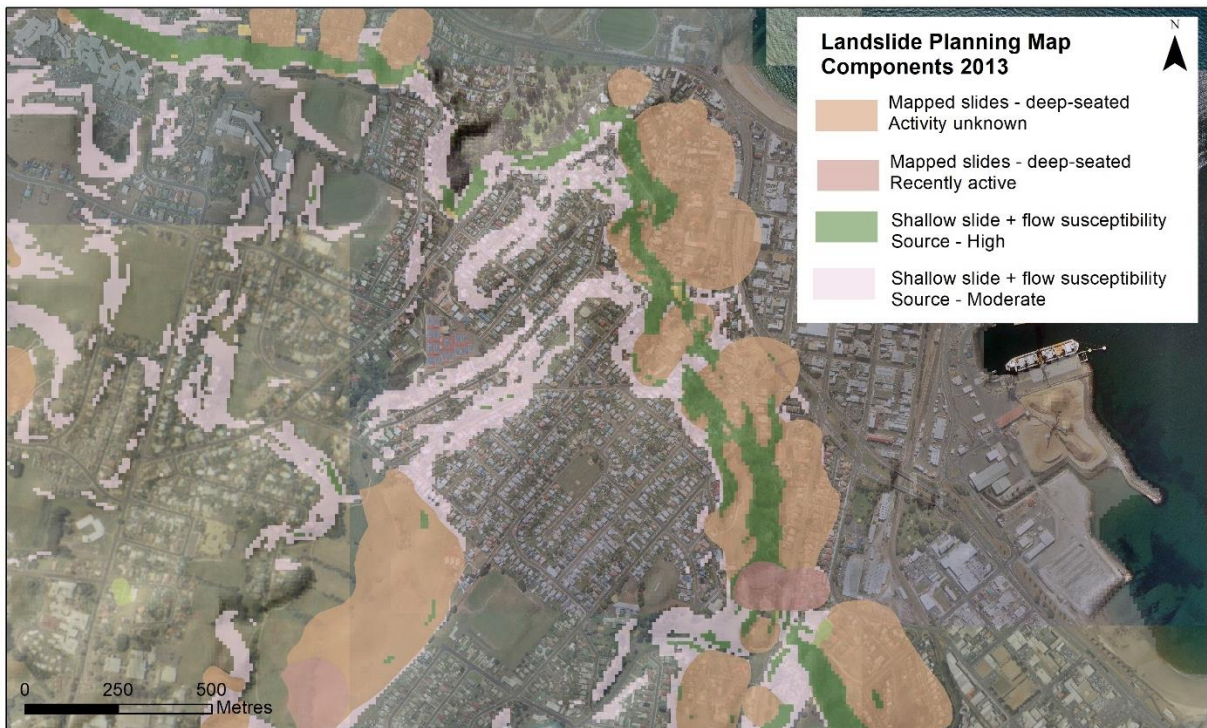 Landslide Planning Map
Components 2013
N
Mapped slides - deep-seated
Activity unknown
Mapped slides - deep-seated
Recently active
Shallow slide + flow susceptibility
Source - High
Shallow slide + flow susceptibility
Source - Moderate
0 250 500
Metres